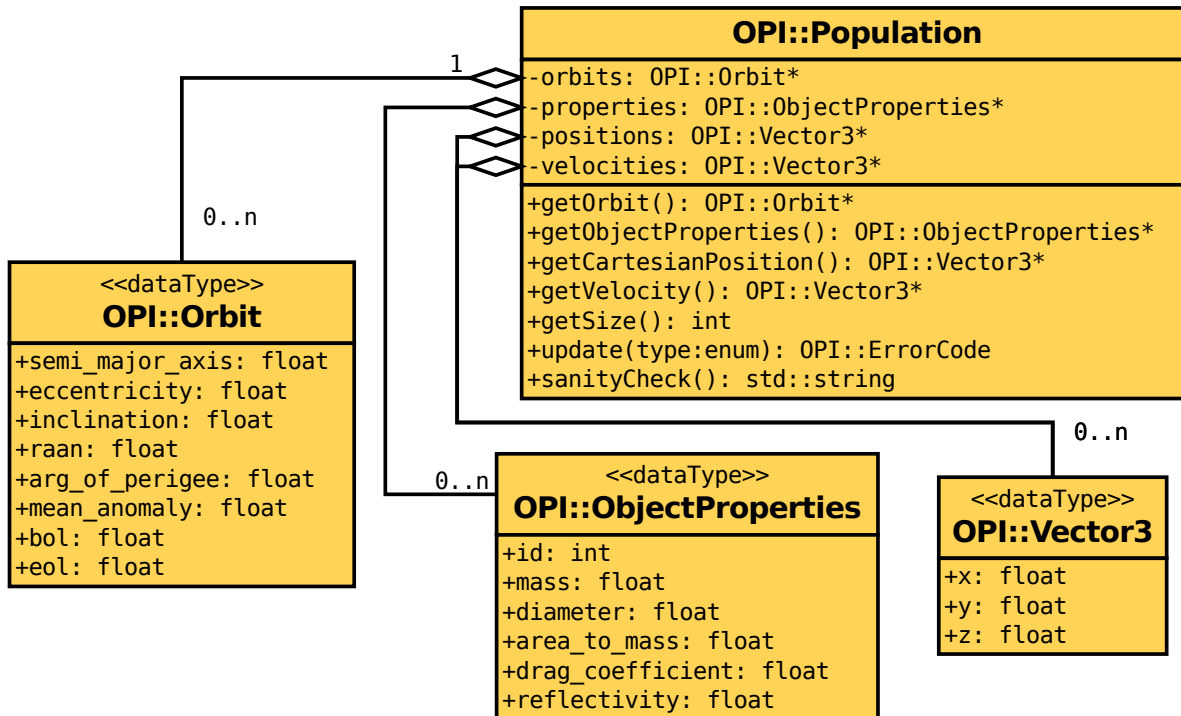 OPI::Population
-orbits: OPI::Orbit*
-properties: OPI::ObjectProperties*
-positions: OPI::Vector3*
-velocities: OPI::Vector3*
+getOrbit(): OPI::Orbit*
+getObjectProperties(): OPI::ObjectProperties*
+getCartesianPosition(): OPI::Vector3*
+getVelocity(): OPI::Vector3*
+getSize(): int
+update(type:enum): OPI::ErrorCode
+sanityCheck(): std::string
1
0..n
<<dataType>>
OPI::Orbit
+semi_major_axis: float
+eccentricity: float
+inclination: float
+raan: float
+arg_of_perigee: float
+mean_anomaly: float
+bol: float
+eol: float
0..n
<<dataType>>
OPI::ObjectProperties
+id: int
+mass: float
+diameter: float
+area_to_mass: float
+drag_coefficient: float
+reflectivity: float
0..n
<<dataType>>
OPI::Vector3
+x: float
+y: float
+z: float